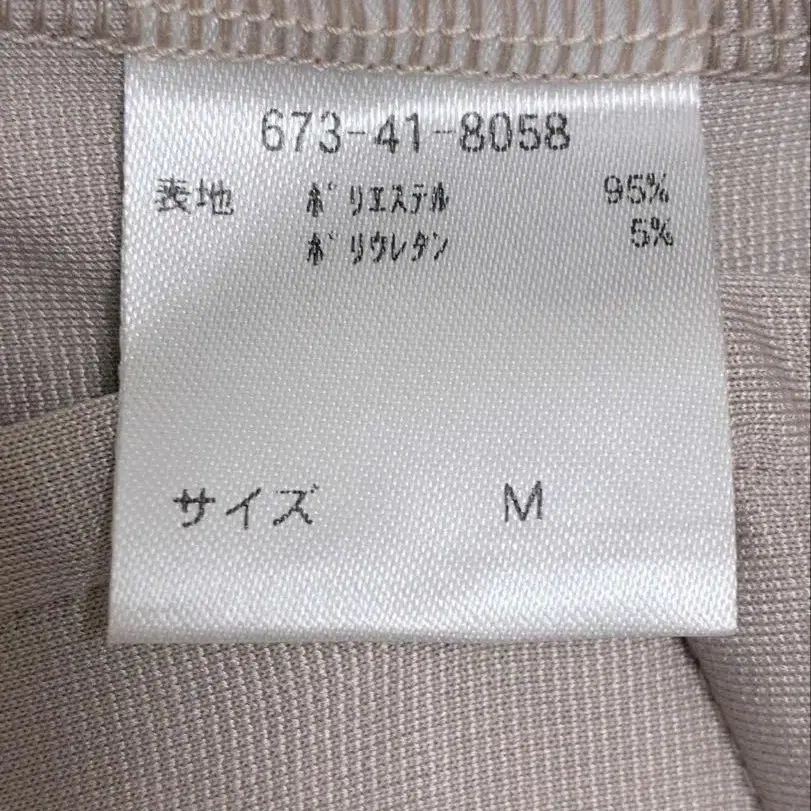 673-41-8058
表地 ポリエステル 95%
ポリウレタン 5%
サイズ M